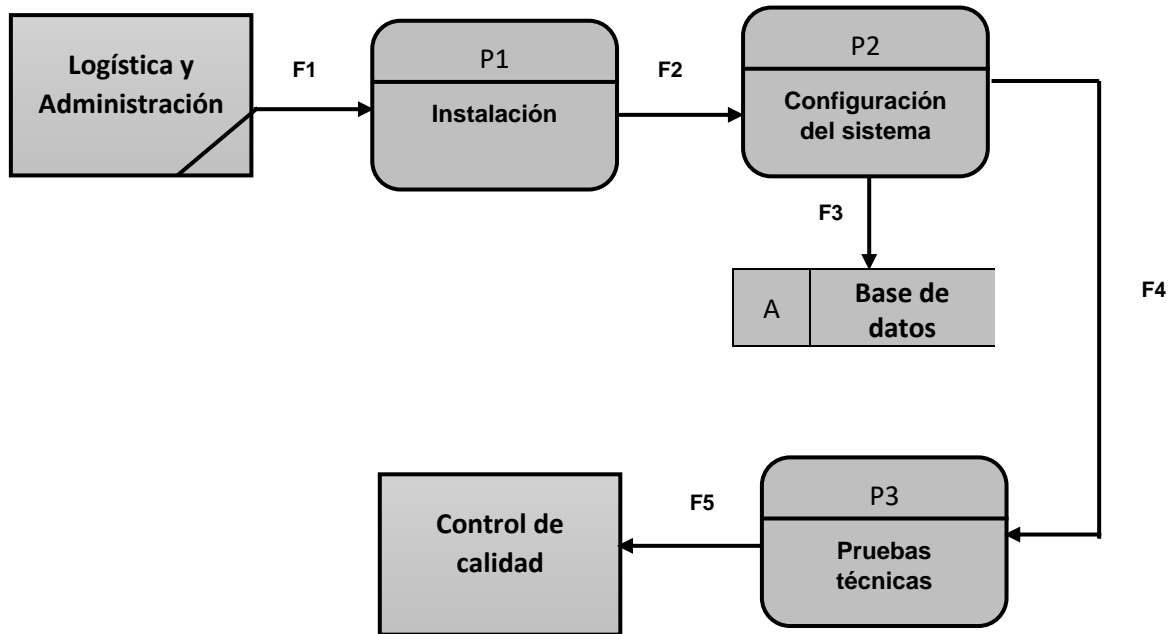 Logística y
Administración
F1
P1
Instalación
F2
P2
Configuración
del sistema
F3
A
Base de
datos
F4
P3
Pruebas
técnicas
F5
Control de
calidad